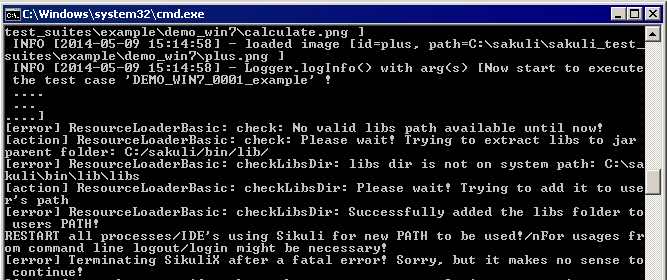 C:\Windows\system32\cmd.exe
test_suites\example\demo_win7\calculate.png ]
INFO [2014-05-09 15:14:58] - loaded image [id=plus, path=C:\sakuli\sakuli_test_
suites\example\demo_win7\plus.png ]
INFO [2014-05-09 15:14:58] - Logger.logInfo() with arg(s) [Now start to execute
the test case 'DEMO_WIN7_0001_example' !
....
...
....]
[error] ResourceLoaderBasic: check: No valid libs path available until now!
[action] ResourceLoaderBasic: check: Please wait! Trying to extract libs to jar
parent folder: C:/sakuli/bin/lib/
[error] ResourceLoaderBasic: checkLibsDir: libs dir is not on system path: C:\sa
kuli\bin\lib\libs
[action] ResourceLoaderBasic: checkLibsDir: Please wait! Trying to add it to use
r's path
[error] ResourceLoaderBasic: checkLibsDir: Successfully added the libs folder to
users PATH!
RESTART all processes/IDE's using Sikuli for new PATH to be used!/nFor usages fr
om command line logout/login might be necessary!
[error] Terminating SikuliX after a fatal error! Sorry, but it makes no sense to
continue!